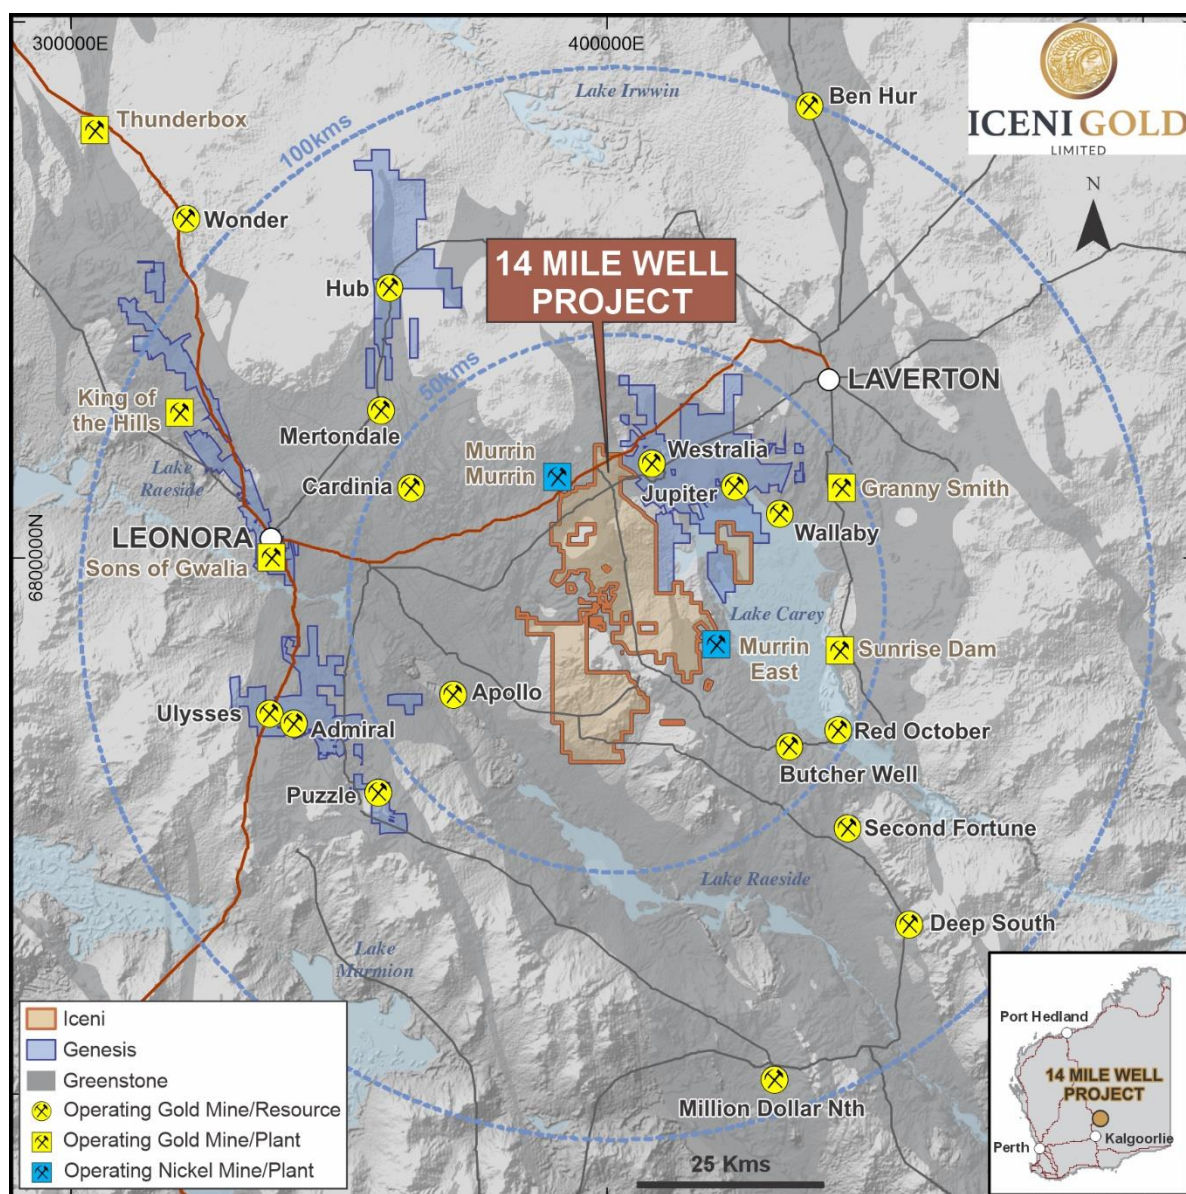 300000E
400000E
ICENI GOLD
LIMITED
Lake Irwwin
Ben Hur
Thunderbox
100kms
N
Wonder
14 MILE WELL
PROJECT
Hub
50kms
LAVERTON
King of
the Hills
Mertondale
Westralia
Murrin
Murrin
Lake
Raeside
Cardinia
Jupiter
Granny Smith
Wallaby
LEONORA
6800000N
Sons of Gwalia
Lake Carey
Murrin
East
Sunrise Dam
Apollo
Ulysses
Admiral
Red October
Butcher Well
Puzzle
Second Fortune
Lake Raeside
Deep South
Lake
Marmion
Million Dollar Nth
25 Kms
Iceni
Genesis
Greenstone
Operating Gold Mine/Resource
Operating Gold Mine/Plant
Operating Nickel Mine/Plant
Port Hedland
14 MILE WELL
PROJECT
Kalgoorlie
Perth